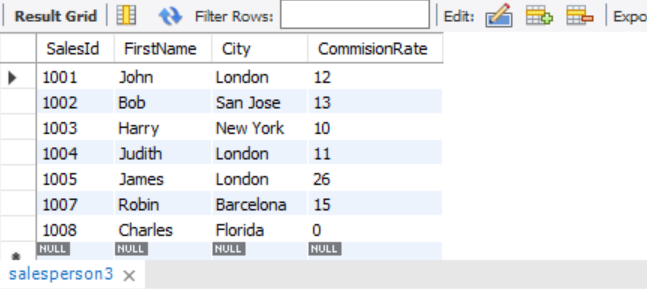 Result Grid Filter Rows: Edit: Expo
SalesId FirstName City CommisionRate
1001 John London 12
1002 Bob San Jose 13
1003 Harry New York 10
1004 Judith London 11
1005 James London 26
1007 Robin Barcelona 15
1008 Charles Florida 0
NULL NULL NULL NULL
salesperson3